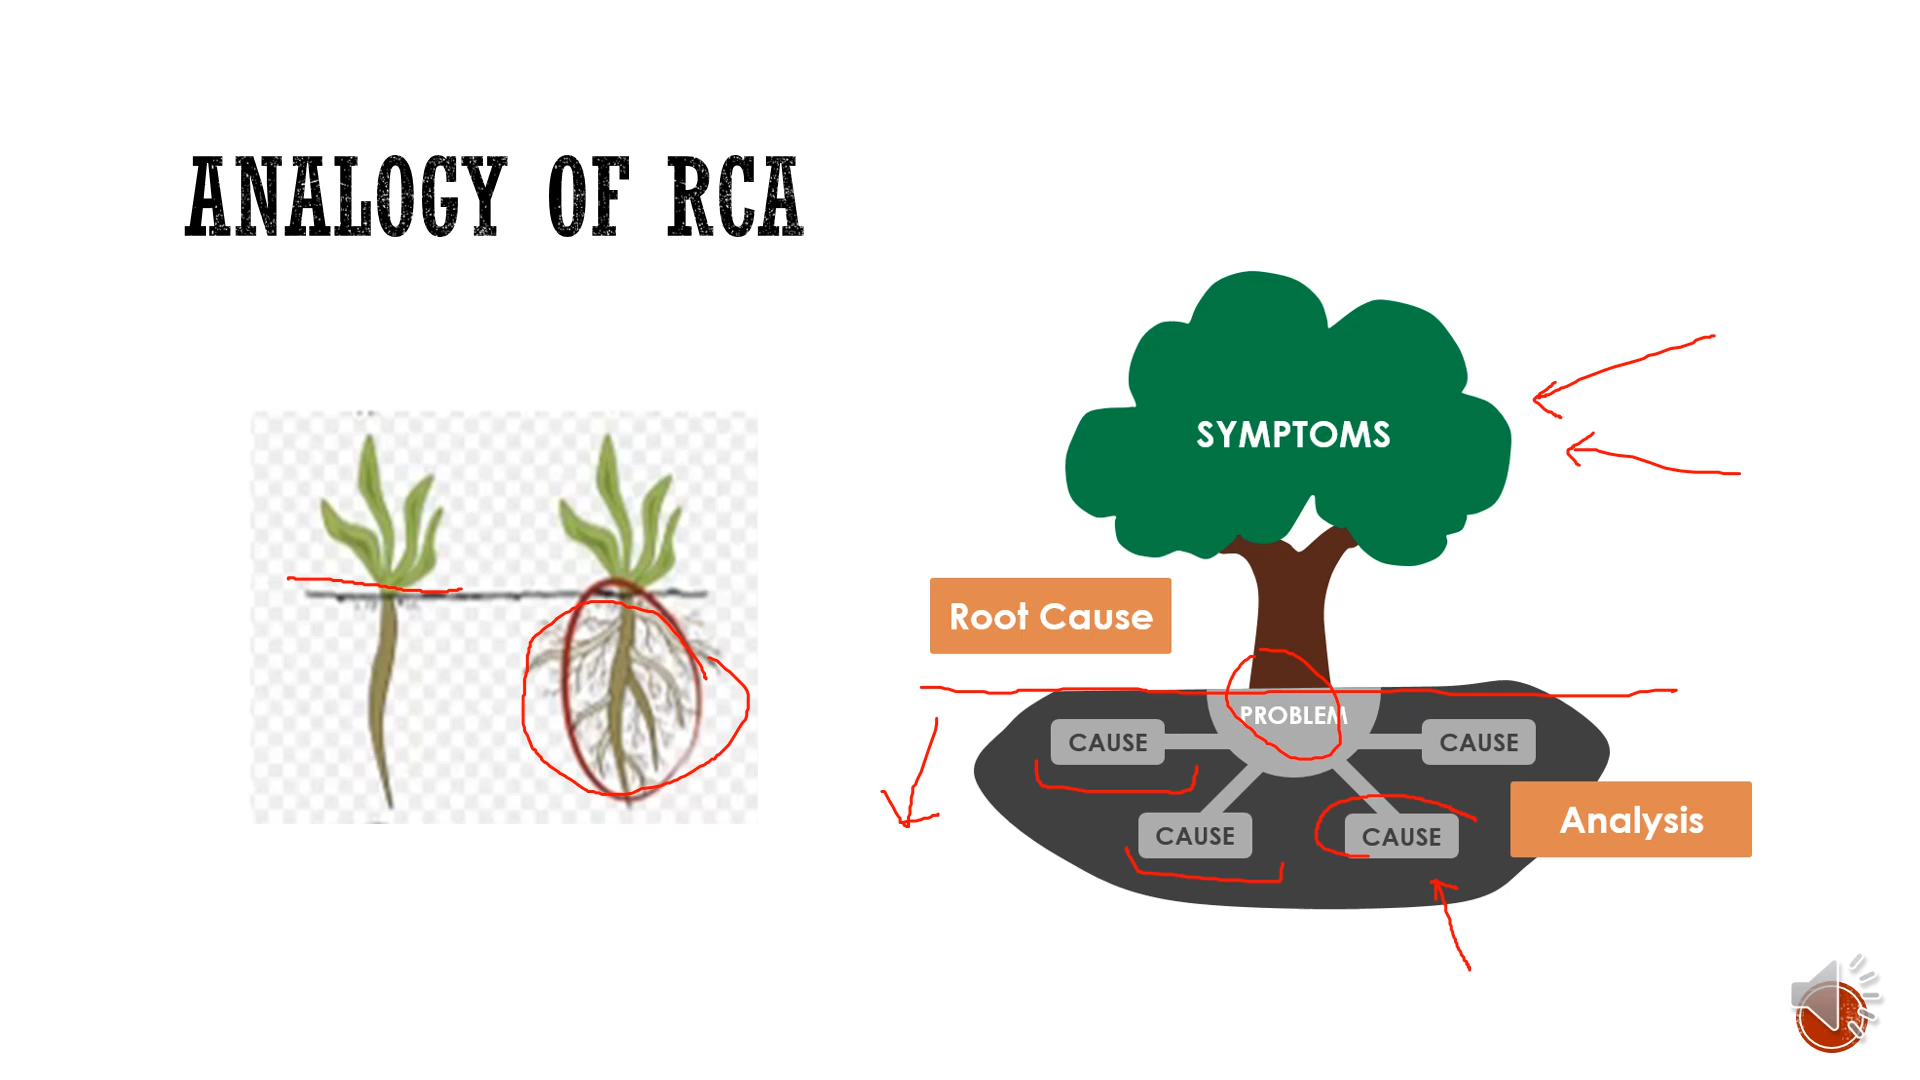 ANALOGY OF RCA
SYMPTOMS
Root Cause
PROBLEM
CAUSE
CAUSE
CAUSE
CAUSE
Analysis